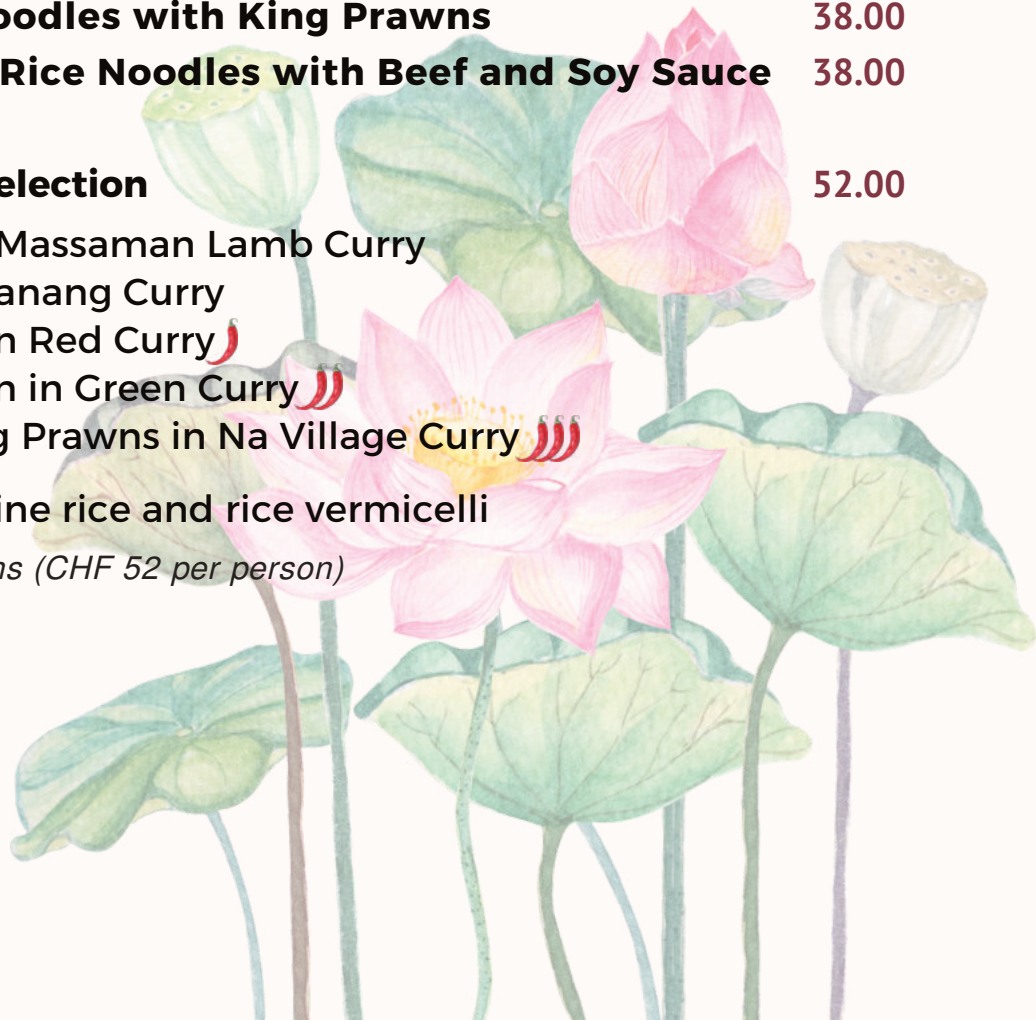 oodles with King Prawns 38.00
Rice Noodles with Beef and Soy Sauce 38.00
election 52.00
Massaman Lamb Curry
anang Curry
n Red Curry
n in Green Curry
g Prawns in Na Village Curry
ine rice and rice vermicelli
ns (CHF 52 per person)